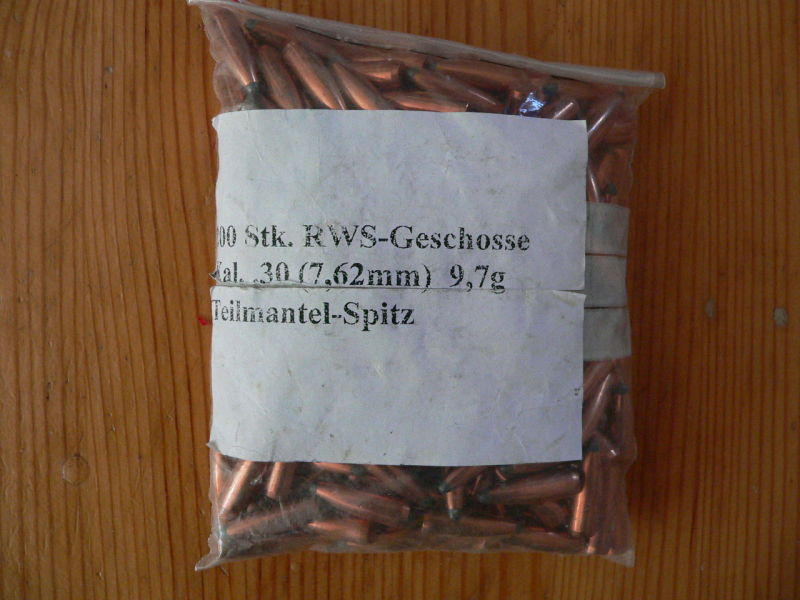 00 Stk. RWS-Geschosse
Kal. .30 (7,62mm) 9,7g
Teilmantel-Spitz